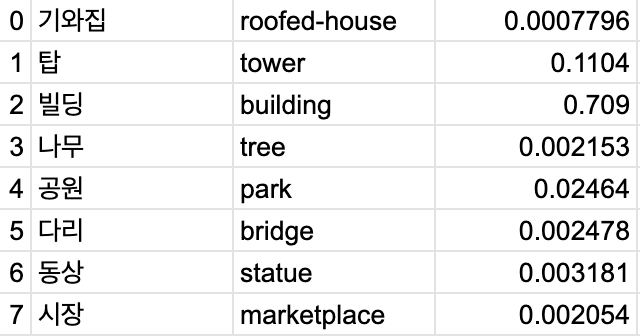 0 기와집 roofed-house 0.0007796
1 탑 tower 0.1104
2 빌딩 building 0.709
3 나무 tree 0.002153
4 공원 park 0.02464
5 다리 bridge 0.002478
6 동상 statue 0.003181
7 시장 marketplace 0.002054